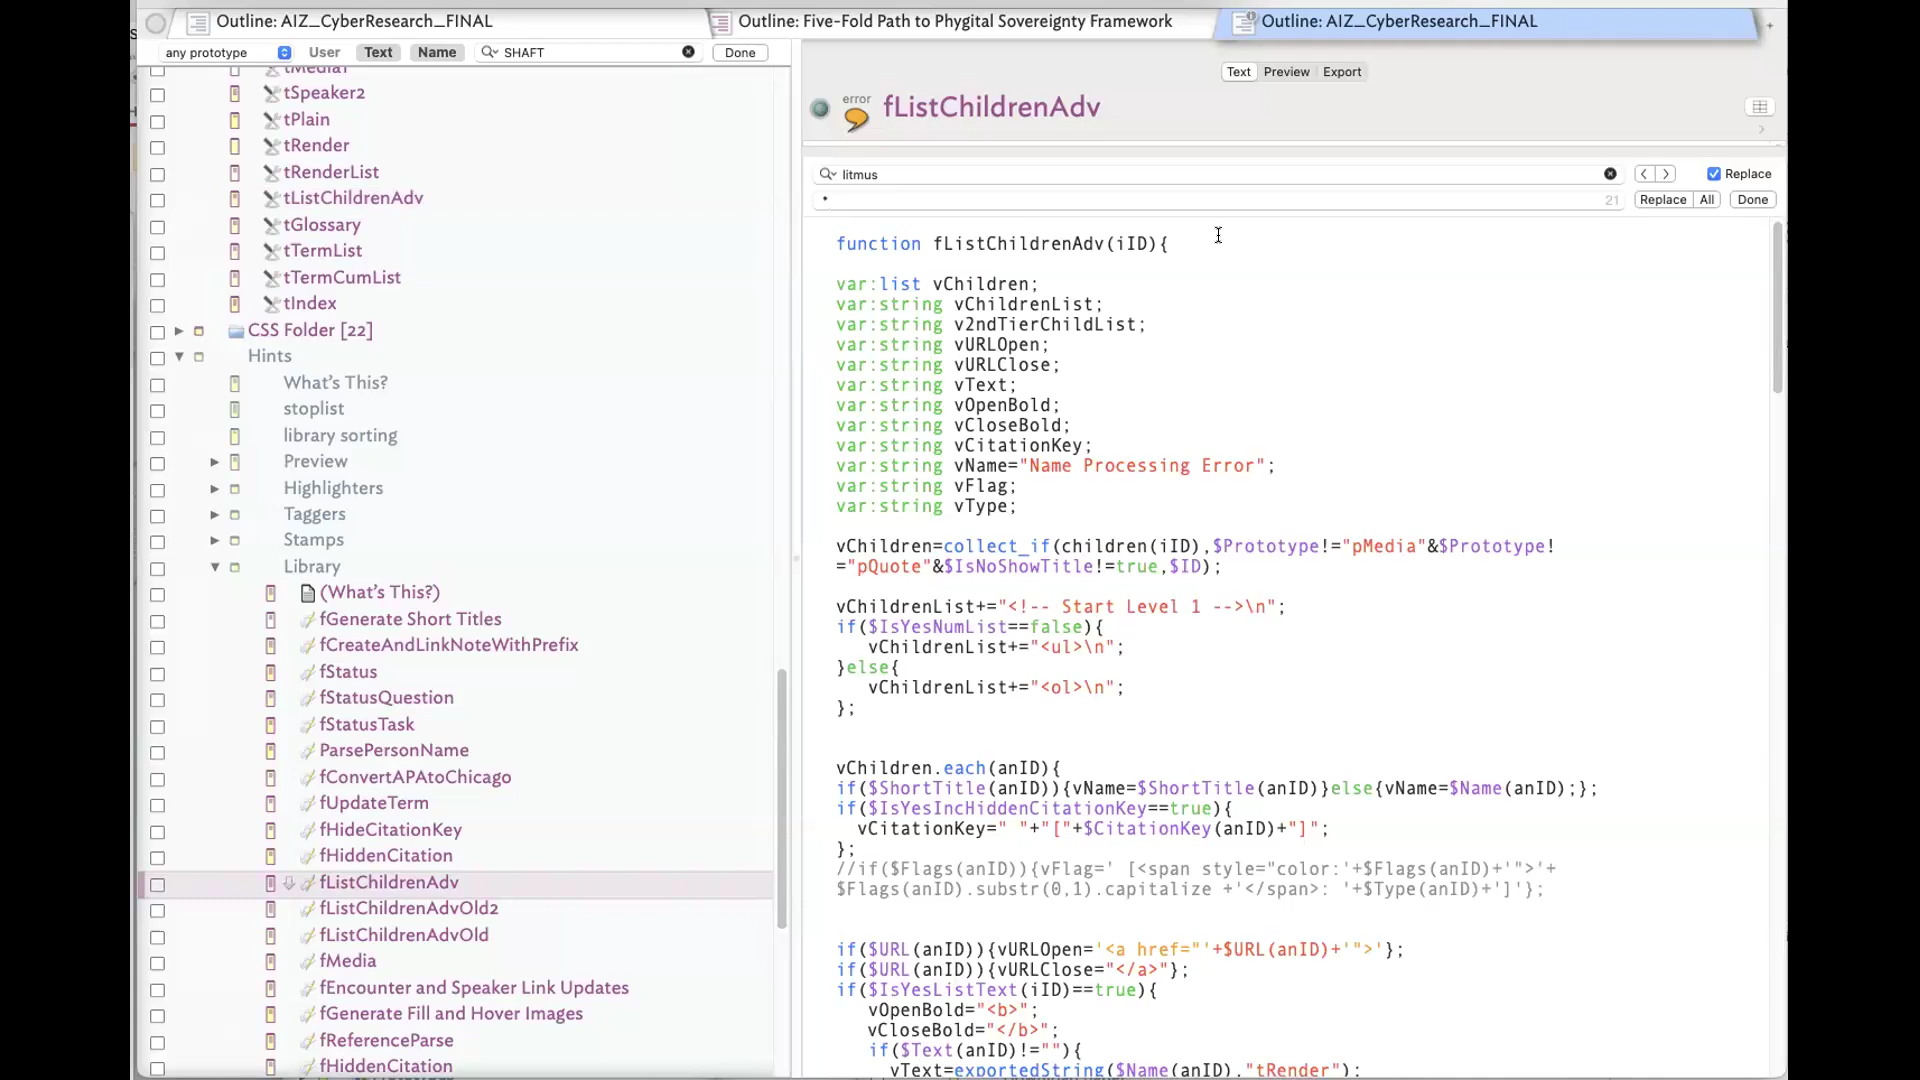 Outline: AIZ_CyberResearch_FINAL
Outline: Five-Fold Path to Phygital Sovereignty Framework
Outline: AIZ_CyberResearch_FINAL
any prototype User Text Name SHAFT Done
tMedia1
tSpeaker2
tPlain
tRender
tRenderList
tListChildrenAdv
tGlossary
tTermList
tTermCumList
tIndex
CSS Folder [22]
Hints
What's This?
stoplist
library sorting
Preview
Highlighters
Taggers
Stamps
Library
(What's This?)
fGenerate Short Titles
fCreateAndLinkNoteWithPrefix
fStatus
fStatusQuestion
fStatusTask
ParsePersonName
fConvertAPAtoChicago
fUpdateTerm
fHideCitationKey
fHiddenCitation
fListChildrenAdv
fListChildrenAdvOld2
fListChildrenAdvOld
fMedia
fEncounter and Speaker Link Updates
fGenerate Fill and Hover Images
fReferenceParse
fHiddenCitation
Text Preview Export
error
fListChildrenAdv
litmus
Replace
21
Replace All Done
function fListChildrenAdv(iID){
var:list vChildren;
var:string vChildrenList;
var:string v2ndTierChildList;
var:string vURLOpen;
var:string vURLClose;
var:string vText;
var:string vOpenBold;
var:string vCloseBold;
var:string vCitationKey;
var:string vName="Name Processing Error";
var:string vFlag;
var:string vType;
vChildren=collect_if(children(iID),$Prototype!="pMedia"&$Prototype!
="pQuote"&$IsNoShowTitle!=true,$ID);
vChildrenList+="<!-- Start Level 1 -->\n";
if($IsYesNumList==false){
vChildrenList+="<ul>\n";
}else{
vChildrenList+="<ol>\n";
};
vChildren.each(anID){
if($ShortTitle(anID)){vName=$ShortTitle(anID)}else{vName=$Name(anID);};
if($IsYesIncHiddenCitationKey==true){
vCitationKey=" "+"["+$CitationKey(anID)+"]";
};
//if($Flags(anID)){vFlag=' [<span style="color:'+$Flags(anID)+'">'+
$Flags(anID).substr(0,1).capitalize +'</span>: '+$Type(anID)+']'};
if($URL(anID)){vURLOpen='<a href="'+$URL(anID)+'">'};
if($URL(anID)){vURLClose="</a>"};
if($IsYesListText(iID)==true){
vOpenBold="<b>";
vCloseBold="</b>";
if($Text(anID)!=""){
vText=exportedString($Name(anID),"tRender");